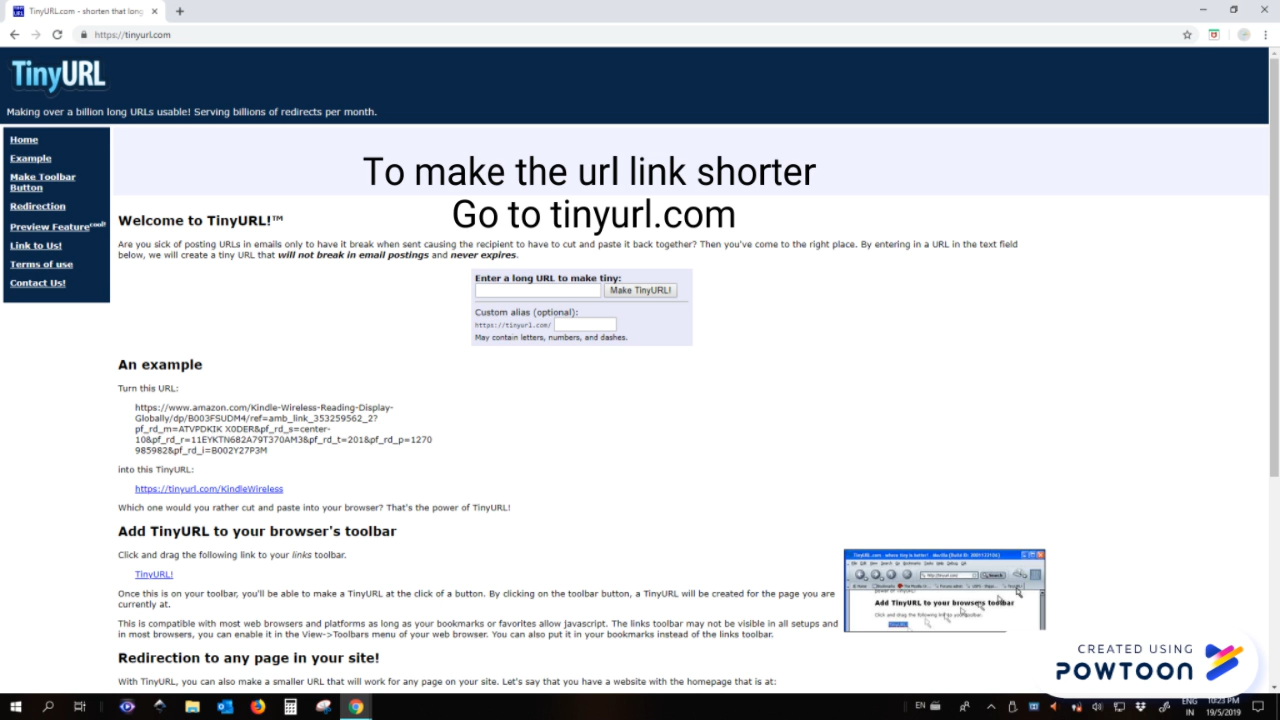 TinyURL.com - shorten that long
https://tinyurl.com
TinyURL
Making over a billion long URLs usable! Serving billions of redirects per month.
Home
Example
Make Toolbar
Button
Redirection
Preview Feature cool!
Link to Us!
Terms of use
Contact Us!
To make the url link shorter
Go to tinyurl.com
Welcome to TinyURL!™
Are you sick of posting URLs in emails only to have it break when sent causing the recipient to have to cut and paste it back together? Then you've come to the right place. By entering in a URL in the text field
below, we will create a tiny URL that will not break in email postings and never expires.
Enter a long URL to make tiny:
Make TinyURL!
Custom alias (optional):
https://tinyurl.com/
May contain letters, numbers, and dashes.
An example
Turn this URL:
https://www.amazon.com/Kindle-Wireless-Reading-Display-
Globally/dp/B003FSUDM4/ref=amb_link_353259562_2?
pf_rd_m=ATVPDKIK X0DER&pf_rd_s=center-
10&pf_rd_r=11EYKTN682A79T370AM3&pf_rd_t=201&pf_rd_p=1270
985982&pf_rd_i=B002Y27P3M
into this TinyURL:
https://tinyurl.com/KindleWireless
Which one would you rather cut and paste into your browser? That's the power of TinyURL!
Add TinyURL to your browser's toolbar
Click and drag the following link to your links toolbar.
TinyURL!
Once this is on your toolbar, you'll be able to make a TinyURL at the click of a button. By clicking on the toolbar button, a TinyURL will be created for the page you are
currently at.
This is compatible with most web browsers and platforms as long as your bookmarks or favorites allow javascript. The links toolbar may not be visible in all setups and
in most browsers, you can enable it in the View->Toolbars menu of your web browser. You can also put it in your bookmarks instead of the links toolbar.
Add TinyURL to your browsers toolbar
Redirection to any page in your site!
With TinyURL, you can also make a smaller URL that will work for any page on your site. Let's say that you have a website with the homepage that is at:
CREATED USING
POWTOON
EN
ENG
IN
10:23 PM
19/5/2019